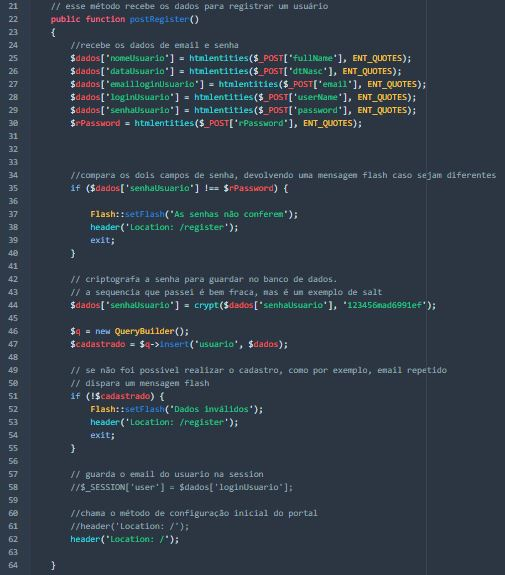 21 // esse método recebe os dados para registrar um usuário
22 public function postRegister()
23 {
24 //recebe os dados de email e senha
25 $dados['nomeUsuario'] = htmlentities($_POST['fullName'], ENT_QUOTES);
26 $dados['dataUsuario'] = htmlentities($_POST['dtNasc'], ENT_QUOTES);
27 $dados['emailloginUsuario'] = htmlentities($_POST['email'], ENT_QUOTES);
28 $dados['loginUsuario'] = htmlentities($_POST['userName'], ENT_QUOTES);
29 $dados['senhaUsuario'] = htmlentities($_POST['password'], ENT_QUOTES);
30 $rPassword = htmlentities($_POST['rPassword'], ENT_QUOTES);
31
32
33
34 //compara os dois campos de senha, devolvendo uma mensagem flash caso sejam diferentes
35 if ($dados['senhaUsuario'] !== $rPassword) {
36
37 Flash::setFlash('As senhas não conferem');
38 header('Location: /register');
39 exit;
40 }
41
42 // criptografa a senha para guardar no banco de dados.
43 // a sequencia que passei é bem fraca, mas é um exemplo de salt
44 $dados['senhaUsuario'] = crypt($dados['senhaUsuario'], '123456mad6991ef');
45
46 $q = new QueryBuilder();
47 $cadastrado = $q->insert('usuario', $dados);
48
49 // se não foi possivel realizar o cadastro, como por exemplo, email repetido
50 // dispara um mensagem flash
51 if (!$cadastrado) {
52 Flash::setFlash('Dados inválidos');
53 header('Location: /register');
54 exit;
55 }
56
57 // guarda o email do usuario na session
58 //$_SESSION['user'] = $dados['loginUsuario'];
59
60 //chama o método de configuração inicial do portal
61 //header('Location: /');
62 header('Location: /');
63
64 }